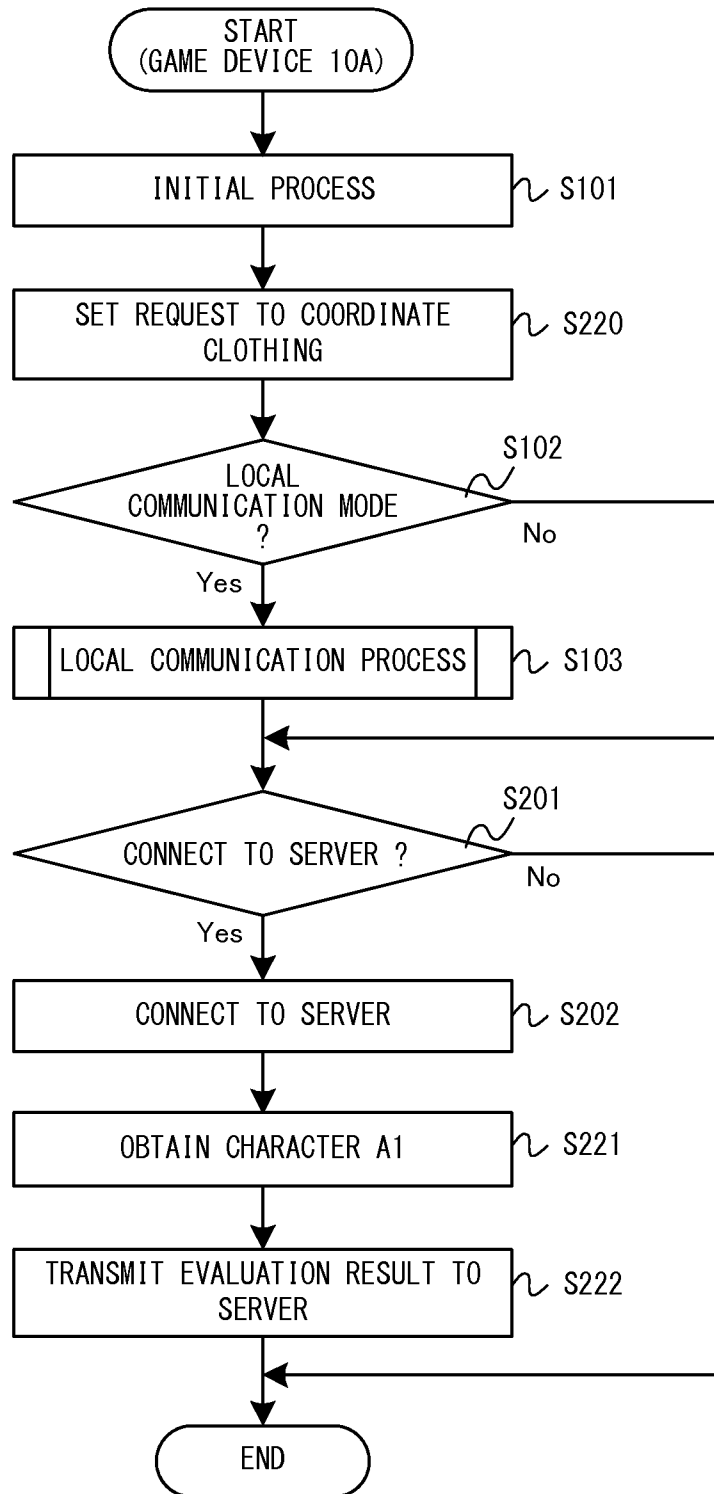 START
(GAME DEVICE 10A)
INITIAL PROCESS
S101
SET REQUEST TO COORDINATE
CLOTHING
S220
LOCAL
COMMUNICATION MODE
?
S102
No
Yes
LOCAL COMMUNICATION PROCESS
S103
CONNECT TO SERVER ?
S201
No
Yes
CONNECT TO SERVER
S202
OBTAIN CHARACTER A1
S221
TRANSMIT EVALUATION RESULT TO
SERVER
S222
END